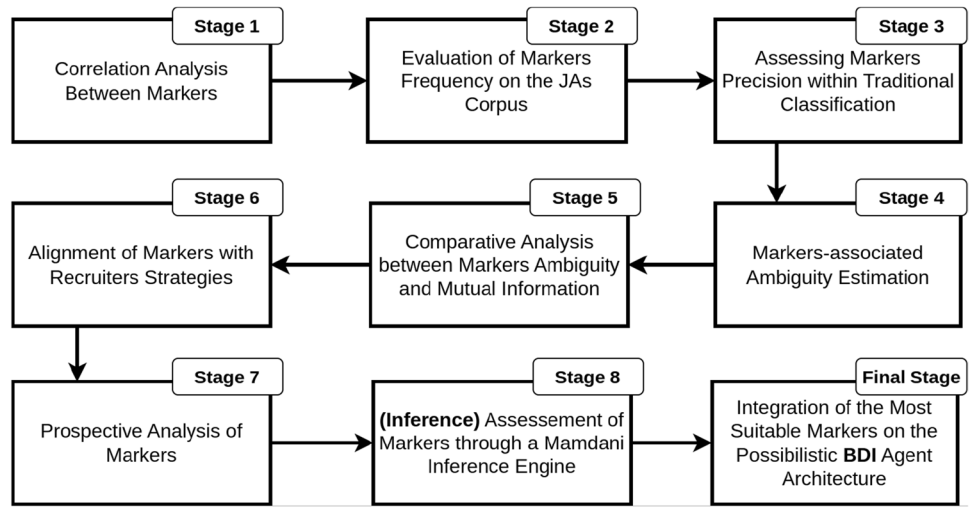 Stage 1
Correlation Analysis
Between Markers
Stage 2
Evaluation of Markers
Frequency on the JAs
Corpus
Stage 3
Assessing Markers
Precision within Traditional
Classification
Stage 4
Markers-associated
Ambiguity Estimation
Stage 5
Comparative Analysis
between Markers Ambiguity
and Mutual Information
Stage 6
Alignment of Markers with
Recruiters Strategies
Stage 7
Prospective Analysis of
Markers
Stage 8
(Inference) Assessement of
Markers through a Mamdani
Inference Engine
Final Stage
Integration of the Most
Suitable Markers on the
Possibilistic BDI Agent
Architecture